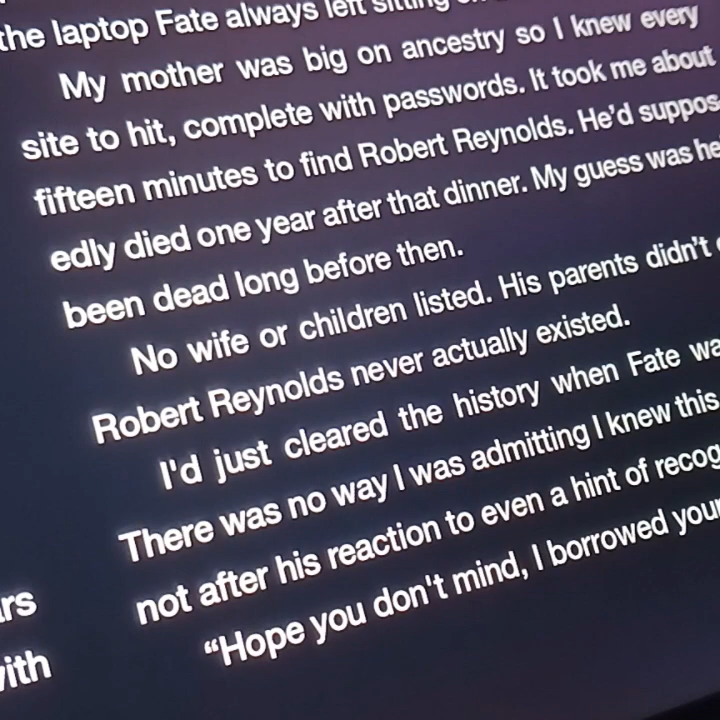 the laptop Fate always left sitting
My mother was big on ancestry so I knew every
site to hit, complete with passwords. It took me about
fifteen minutes to find Robert Reynolds. He'd suppos
edly died one year after that dinner. My guess was he
been dead long before then.
No wife or children listed. His parents didn't
Robert Reynolds never actually existed.
I'd just cleared the history when Fate wa
There was no way I was admitting I knew this
not after his reaction to even a hint of recog
"Hope you don't mind, I borrowed your
rs
with